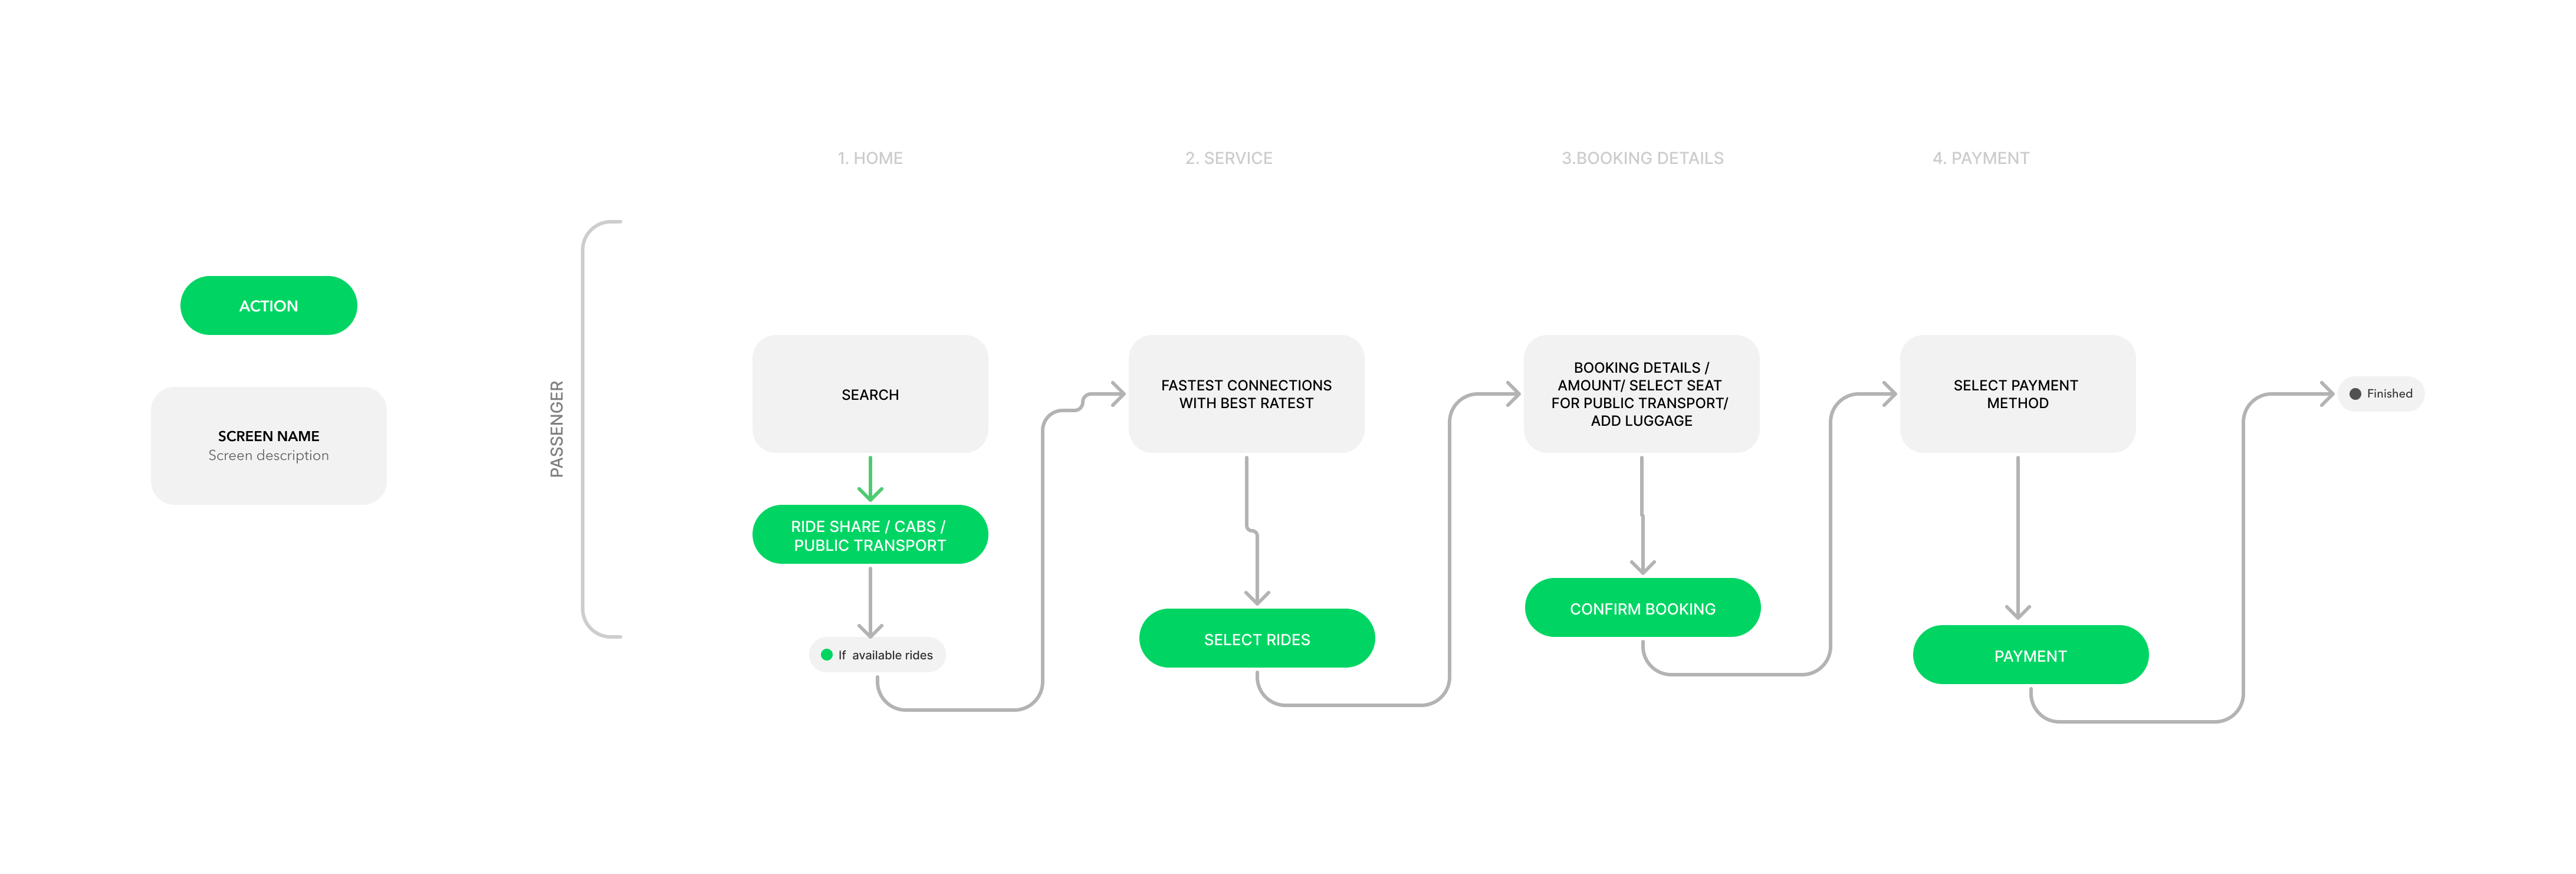 1. HOME
2. SERVICE
3.BOOKING DETAILS
4. PAYMENT
ACTION
SCREEN NAME
Screen description
PASSENGER
SEARCH
RIDE SHARE / CABS /
PUBLIC TRANSPORT
If  available rides
FASTEST CONNECTIONS
WITH BEST RATEST
SELECT RIDES
BOOKING DETAILS /
AMOUNT/ SELECT SEAT
FOR PUBLIC TRANSPORT/
ADD LUGGAGE
CONFIRM BOOKING
SELECT PAYMENT
METHOD
PAYMENT
Finished